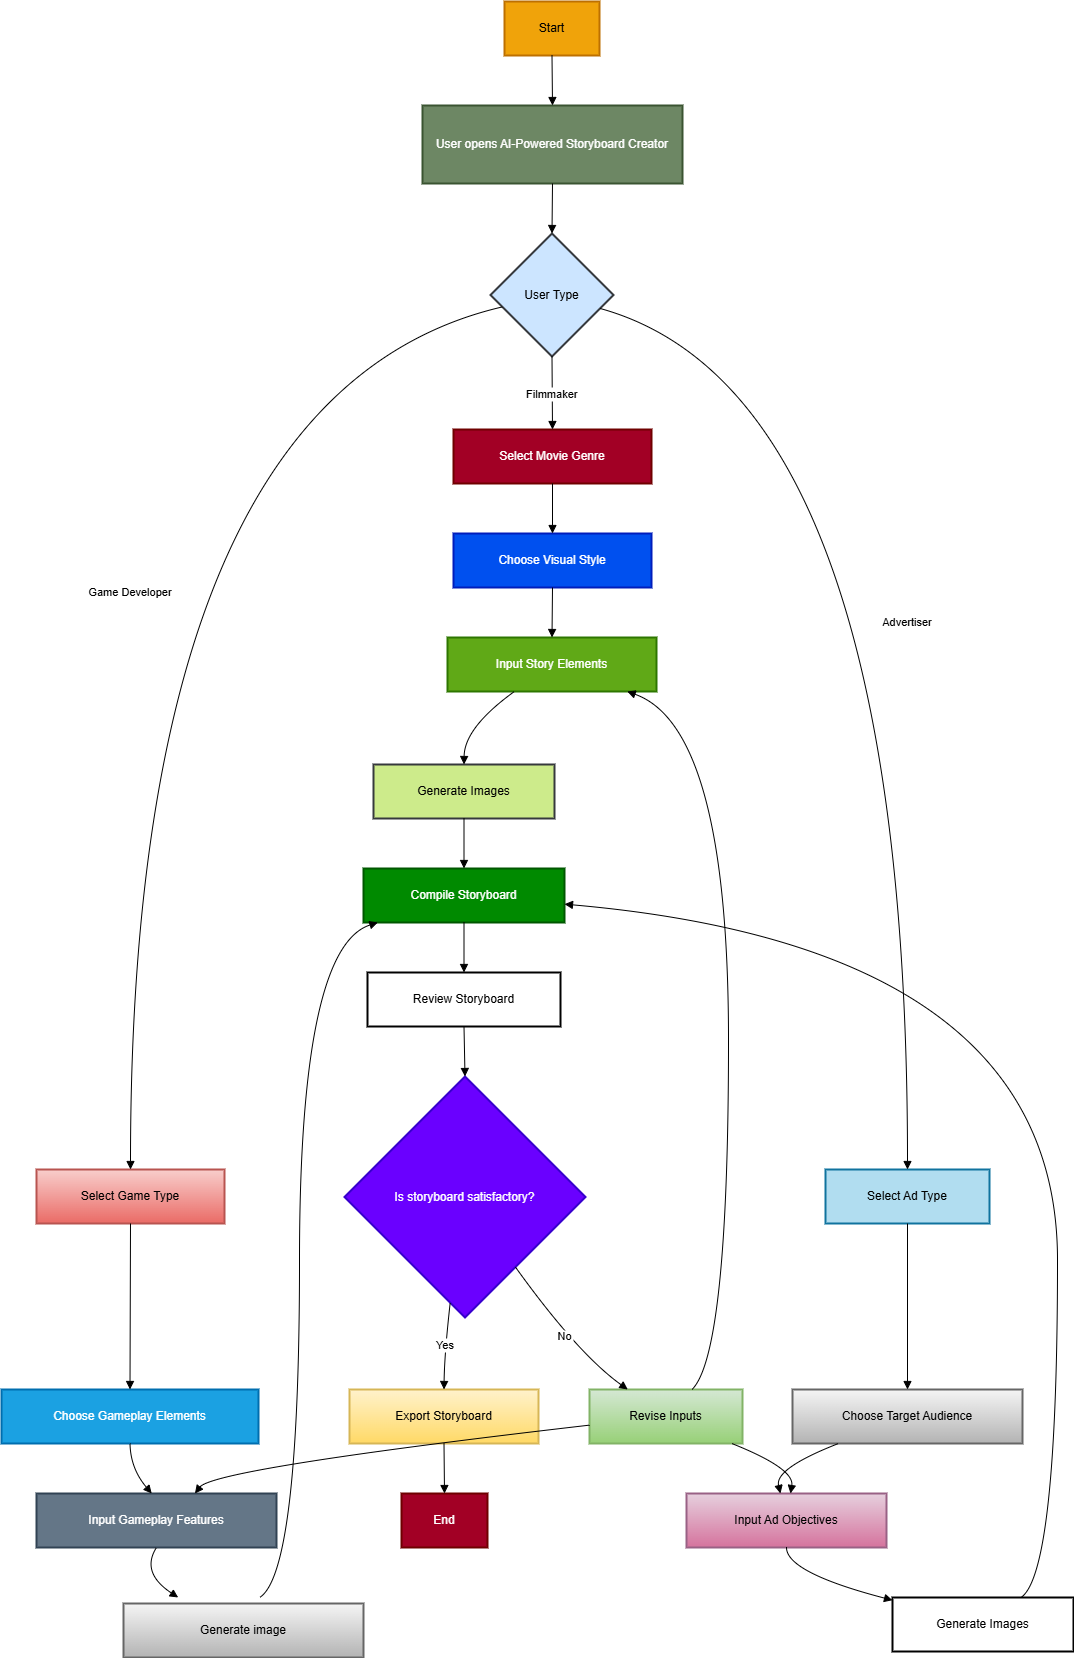 Start
User opens AI-Powered Storyboard Creator
User Type
Filmmaker
Select Movie Genre
Choose Visual Style
Game Developer
Advertiser
Input Story Elements
Generate Images
Compile Storyboard
Review Storyboard
Select Game Type
Is storyboard satisfactory?
Select Ad Type
Yes
No
Choose Gameplay Elements
Export Storyboard
Revise Inputs
Choose Target Audience
Input Gameplay Features
End
Input Ad Objectives
Generate image
Generate Images